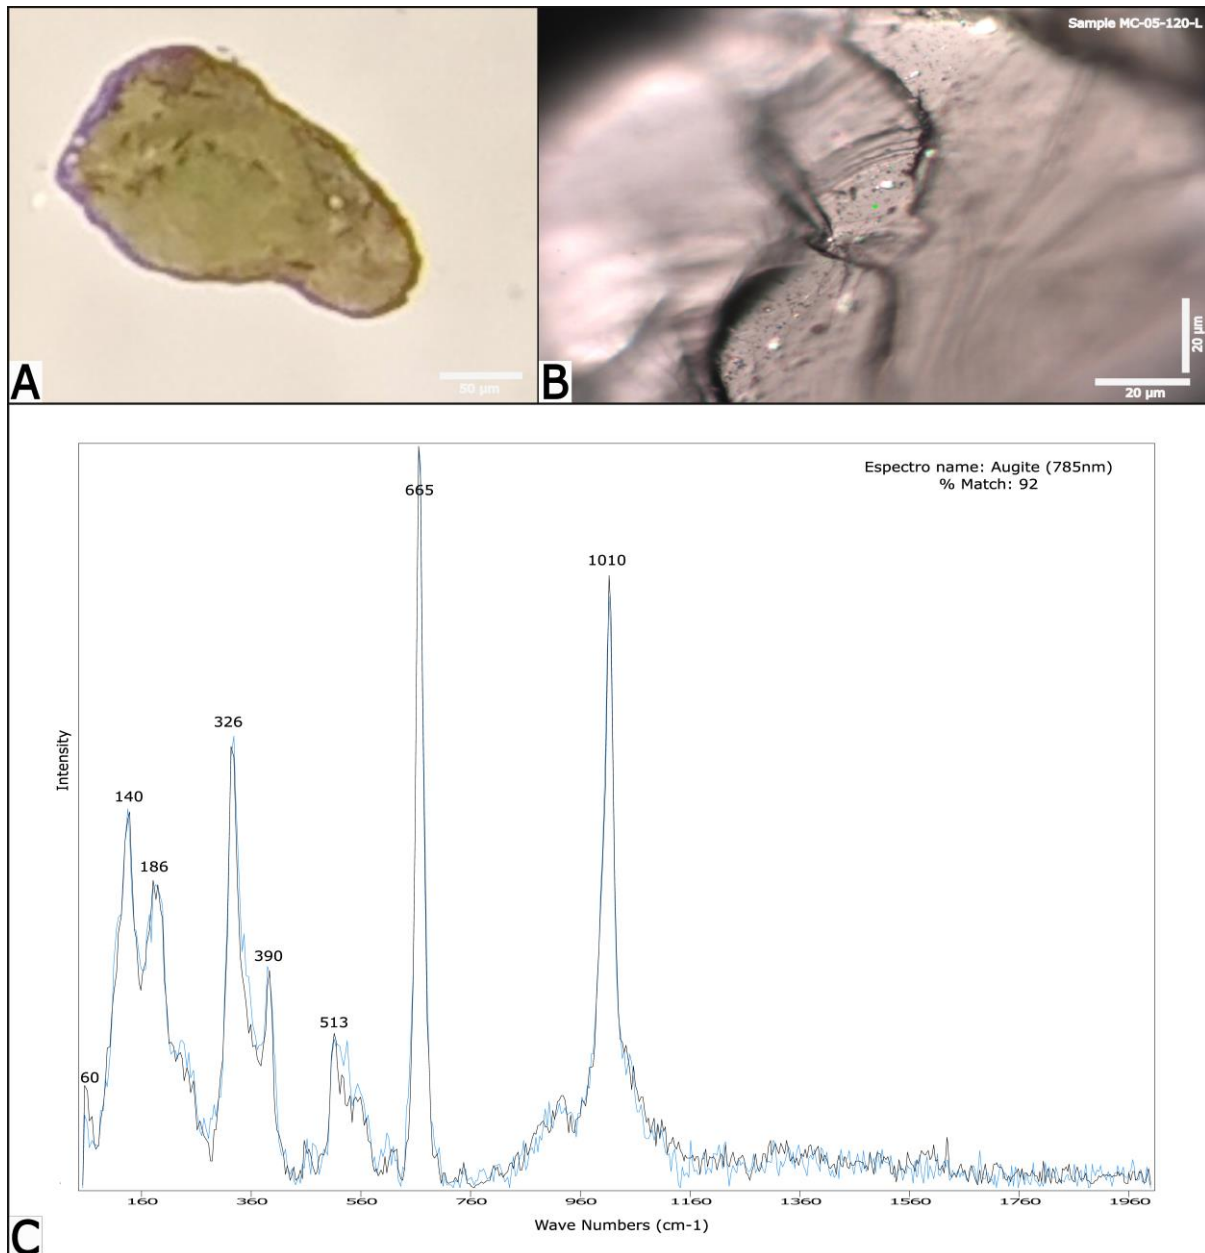 A
50 µm
Sample MC-05-120-L
20 µm
20 µm
B
Espectro name: Augite (785nm)
% Match: 92
665
1010
326
140
186
390
513
60
Intensity
160 360 560 760 960 1160 1360 1560 1760 1960
Wave Numbers (cm-1)
C